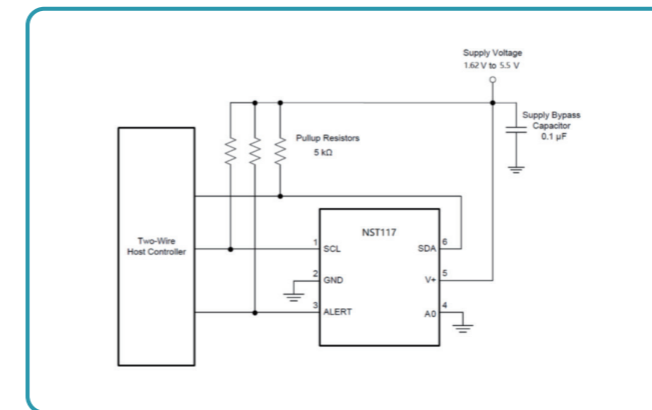 Supply Voltage
1.62 V to 5.5 V
Supply Bypass
Capacitor
0.1 µF
Pullup Resistors
5 kΩ
Two-Wire
Host Controller
NST117
1
SCL
SDA
6
2
GND
V+
5
3
ALERT
A0
4